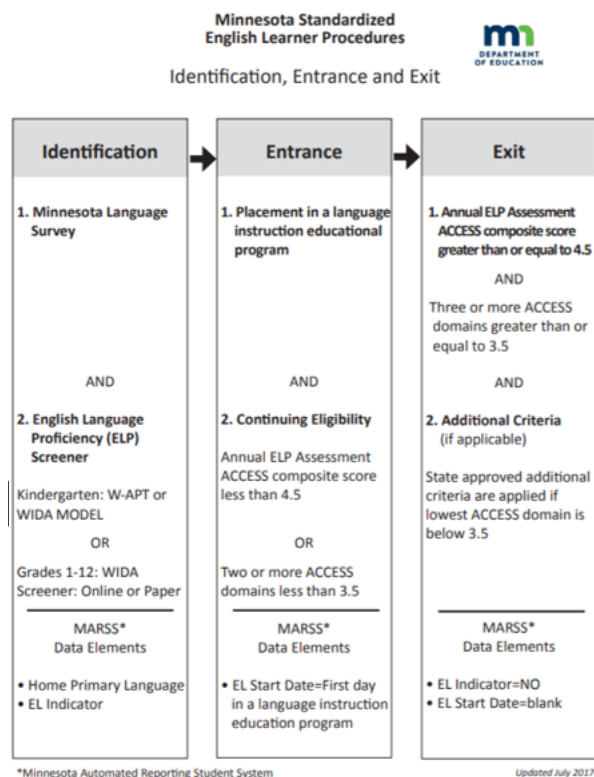 Minnesota Standardized
English Learner Procedures
mn
DEPARTMENT
OF EDUCATION
Identification, Entrance and Exit
Identification
1. Minnesota Language
Survey
AND
2. English Language
Proficiency (ELP)
Screener
Kindergarten: W-APT or
WIDA MODEL
OR
Grades 1-12: WIDA
Screener: Online or Paper
MARSS*
Data Elements
• Home Primary Language
• EL Indicator
Entrance
1. Placement in a language
instruction educational
program
AND
2. Continuing Eligibility
Annual ELP Assessment
ACCESS composite score
less than 4.5
OR
Two or more ACCESS
domains less than 3.5
MARSS*
Data Elements
• EL Start Date=First day
in a language instruction
education program
Exit
1. Annual ELP Assessment
ACCESS composite score
greater than or equal to 4.5
AND
Three or more ACCESS
domains greater than or
equal to 3.5
AND
2. Additional Criteria
(if applicable)
State approved additional
criteria are applied if
lowest ACCESS domain is
below 3.5
MARSS*
Data Elements
• EL Indicator=NO
• EL Start Date=blank
*Minnesota Automated Reporting Student System
Updated July 2017